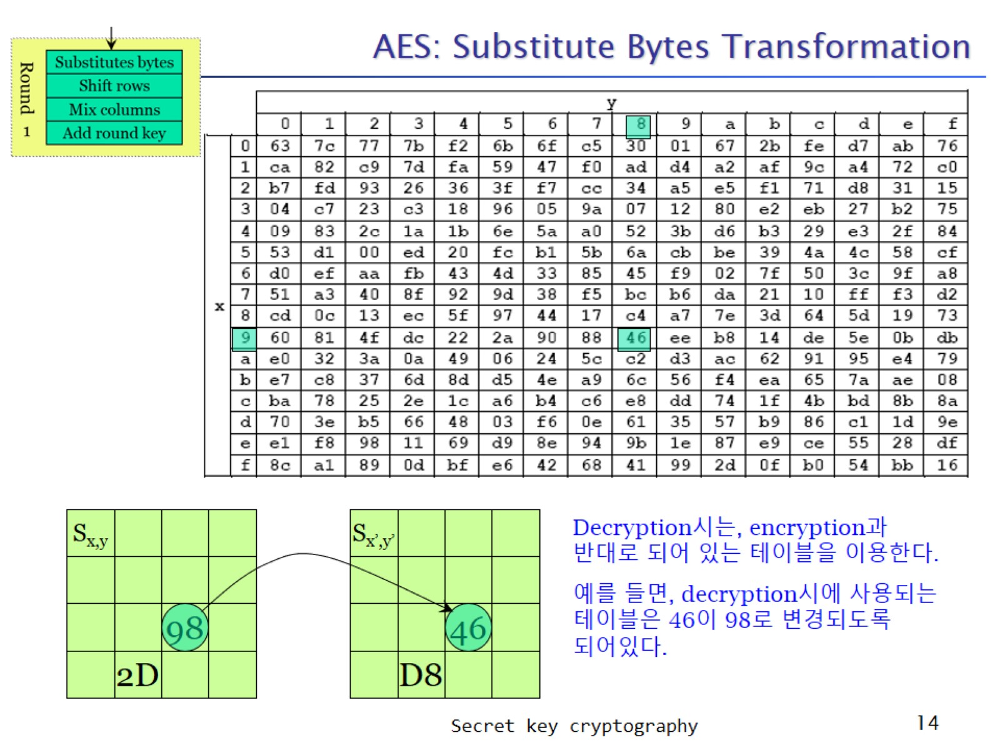 AES: Substitute Bytes Transformation
Round 1
Substitutes bytes
Shift rows
Mix columns
Add round key
y
0 1 2 3 4 5 6 7 8 9 a b c d e f
x
0 63 7c 77 7b f2 6b 6f c5 30 01 67 2b fe d7 ab 76
1 ca 82 c9 7d fa 59 47 f0 ad d4 a2 af 9c a4 72 c0
2 b7 fd 93 26 36 3f f7 cc 34 a5 e5 f1 71 d8 31 15
3 04 c7 23 c3 18 96 05 9a 07 12 80 e2 eb 27 b2 75
4 09 83 2c 1a 1b 6e 5a a0 52 3b d6 b3 29 e3 2f 84
5 53 d1 00 ed 20 fc b1 5b 6a cb be 39 4a 4c 58 cf
6 d0 ef aa fb 43 4d 33 85 45 f9 02 7f 50 3c 9f a8
7 51 a3 40 8f 92 9d 38 f5 bc b6 da 21 10 ff f3 d2
8 cd 0c 13 ec 5f 97 44 17 c4 a7 7e 3d 64 5d 19 73
9 60 81 4f dc 22 2a 90 88 46 ee b8 14 de 5e 0b db
a e0 32 3a 0a 49 06 24 5c c2 d3 ac 62 91 95 e4 79
b e7 c8 37 6d 8d d5 4e a9 6c 56 f4 ea 65 7a ae 08
c ba 78 25 2e 1c a6 b4 c6 e8 dd 74 1f 4b bd 8b 8a
d 70 3e b5 66 48 03 f6 0e 61 35 57 b9 86 c1 1d 9e
e e1 f8 98 11 69 d9 8e 94 9b 1e 87 e9 ce 55 28 df
f 8c a1 89 0d bf e6 42 68 41 99 2d 0f b0 54 bb 16
Sx,y
98
2D
Sx',y'
46
D8
Decryption시는, encryption과
반대로 되어 있는 테이블을 이용한다.
예를 들면, decryption시에 사용되는
테이블은 46이 98로 변경되도록
되어있다.
Secret key cryptography
14